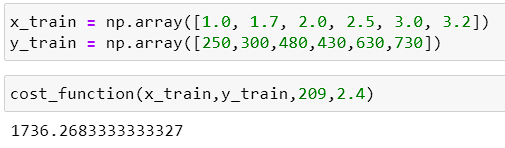 x_train = np.array([1.0, 1.7, 2.0, 2.5, 3.0, 3.2])
y_train = np.array([250,300,480,430,630,730])
cost_function(x_train,y_train,209,2.4)
1736.2683333333327